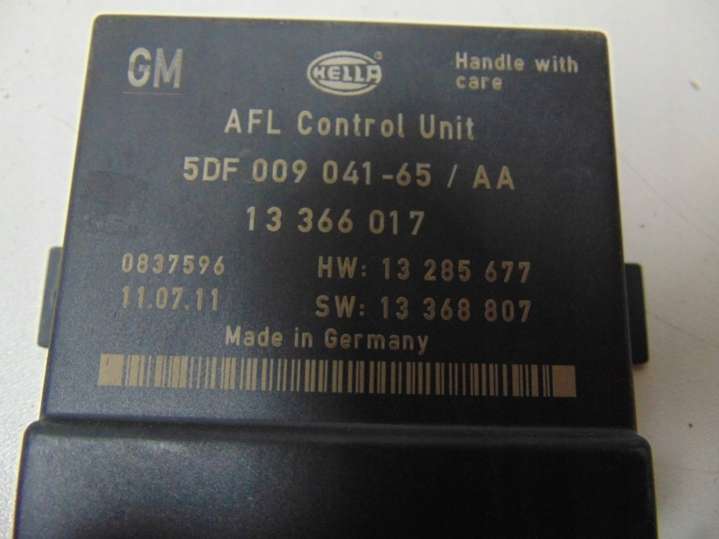 GM HELLA ® Handle with care
AFL Control Unit
5DF 009 041-65 / AA
13 366 017
0837596 HW: 13 285 677
11.07.11 SW: 13 368 807
Made in Germany